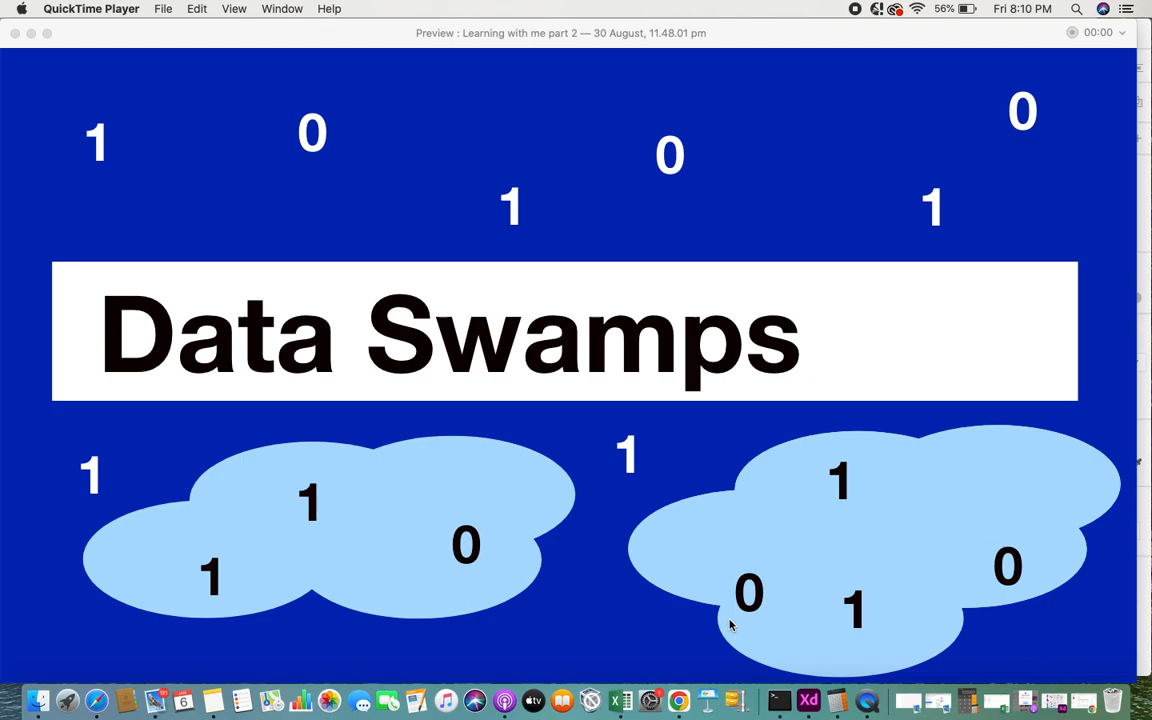 QuickTime Player File Edit View Window Help 56% Fri 8:10 PM
Preview : Learning with me part 2 — 30 August, 11.48.01 pm 00:00
1 0 0 0
1 1
Data Swamps
1 1 0 1 1
1 0 1 0